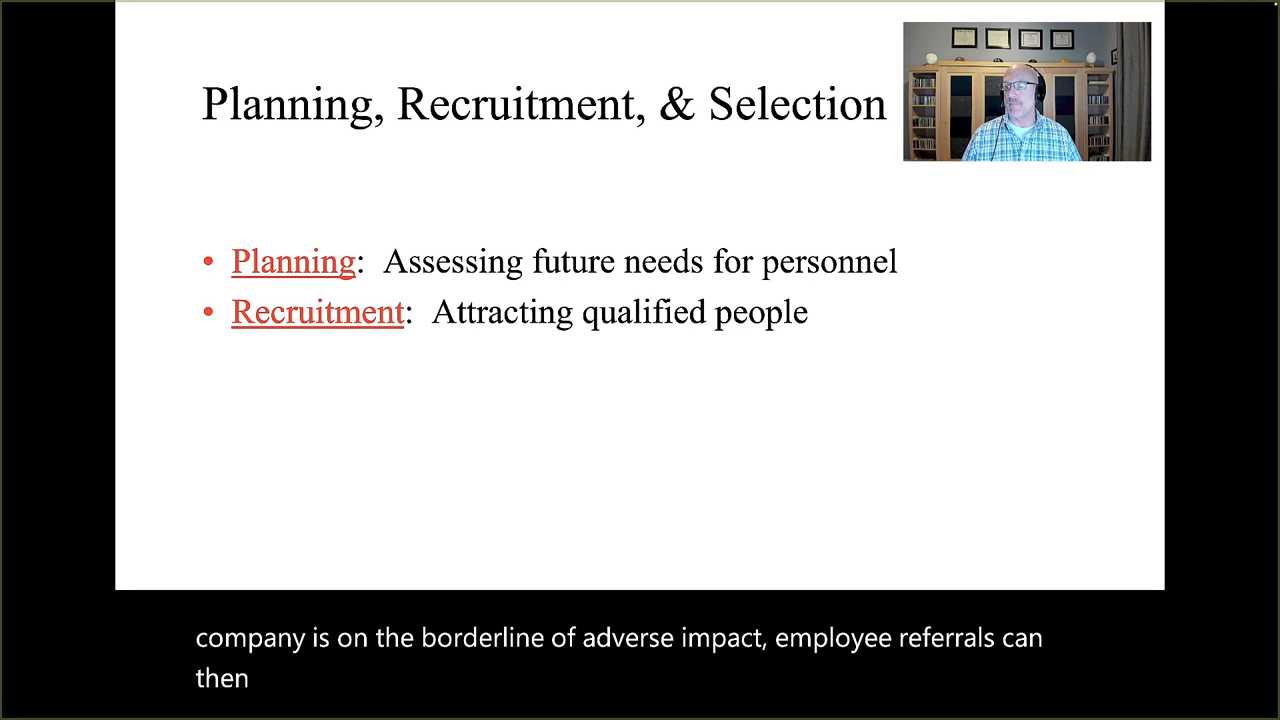 Planning, Recruitment, & Selection
• Planning: Assessing future needs for personnel
• Recruitment: Attracting qualified people
company is on the borderline of adverse impact, employee referrals can
then